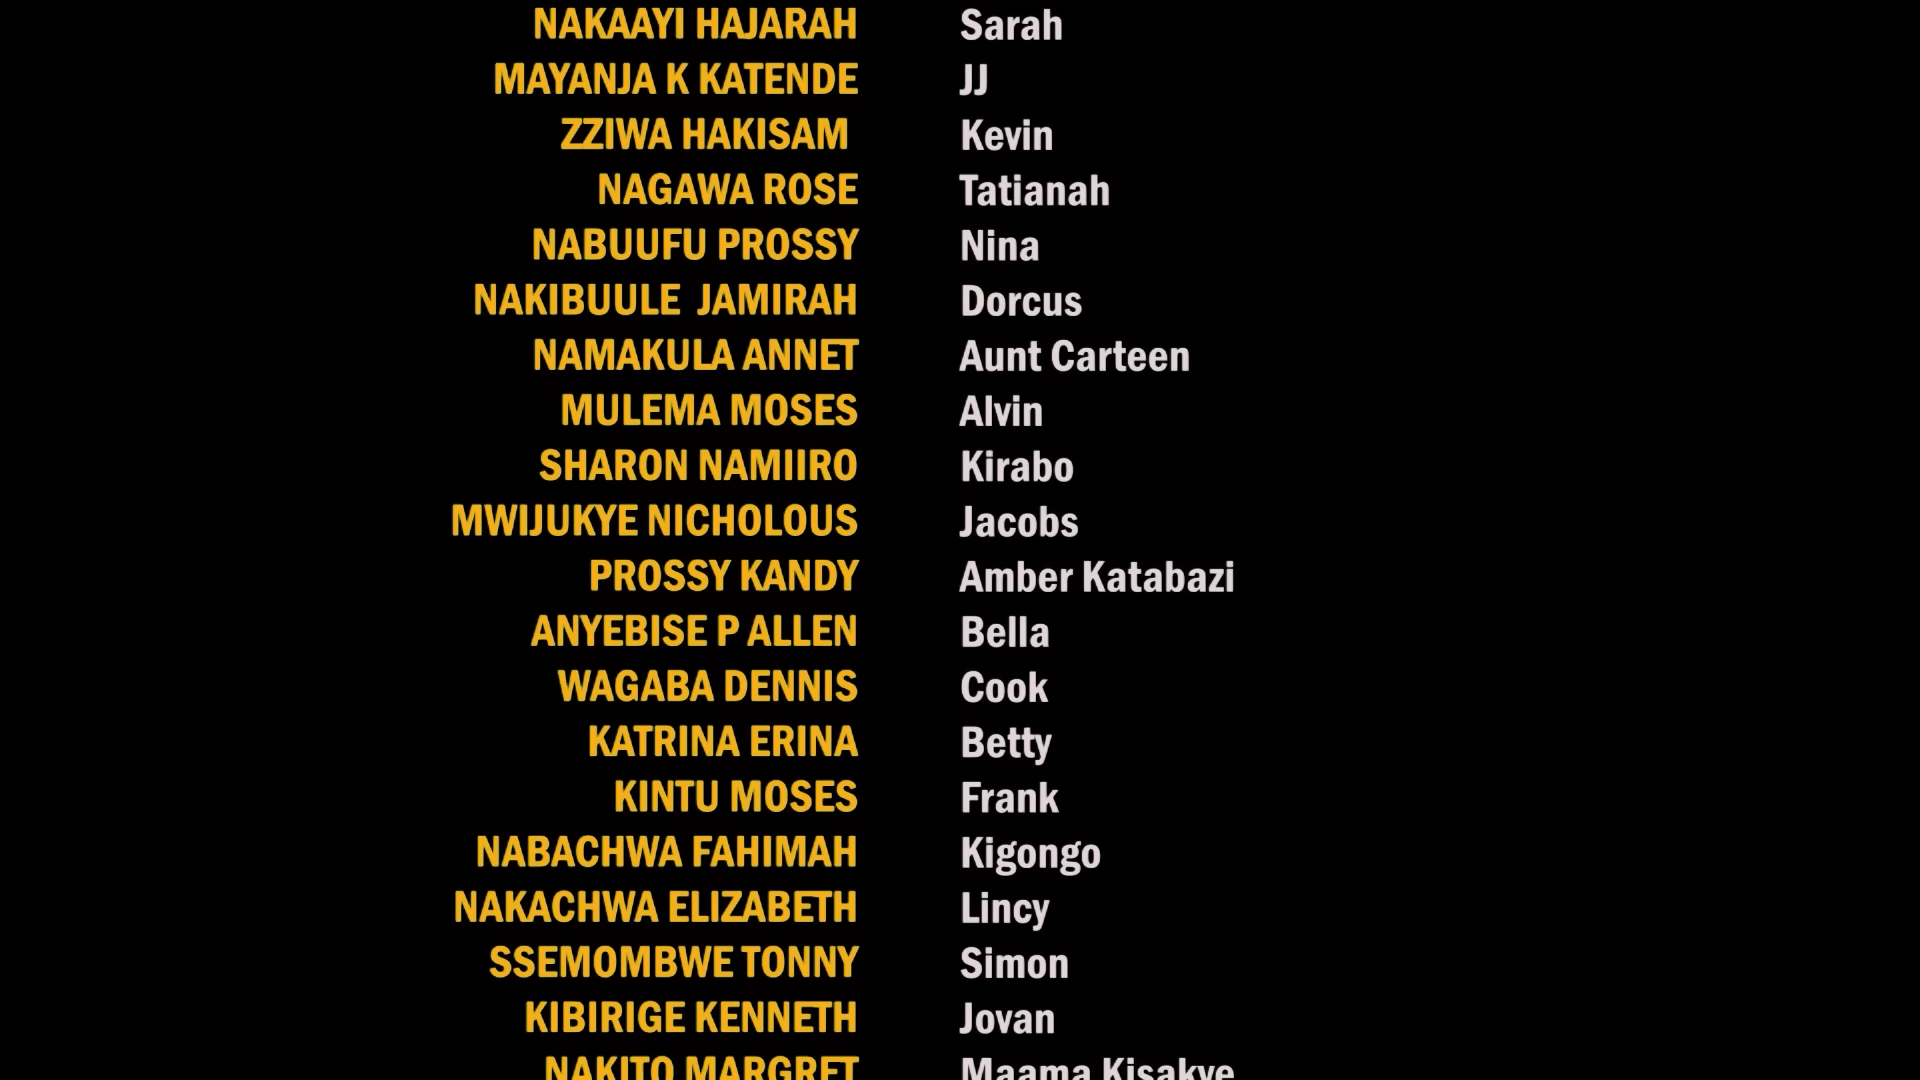 NAKAAYI HAJARAH Sarah
MAYANJA K KATENDE JJ
ZZIWA HAKISAM Kevin
NAGAWA ROSE Tatianah
NABUUFU PROSSY Nina
NAKIBUULE JAMIRAH Dorcus
NAMAKULA ANNET Aunt Carteen
MULEMA MOSES Alvin
SHARON NAMIIRO Kirabo
MWIJUKYE NICHOLOUS Jacobs
PROSSY KANDY Amber Katabazi
ANYEBISE P ALLEN Bella
WAGABA DENNIS Cook
KATRINA ERINA Betty
KINTU MOSES Frank
NABACHWA FAHIMAH Kigongo
NAKACHWA ELIZABETH Lincy
SSEMOMBWE TONNY Simon
KIBIRIGE KENNETH Jovan
NAKITO MARGRET Maama Kisakye